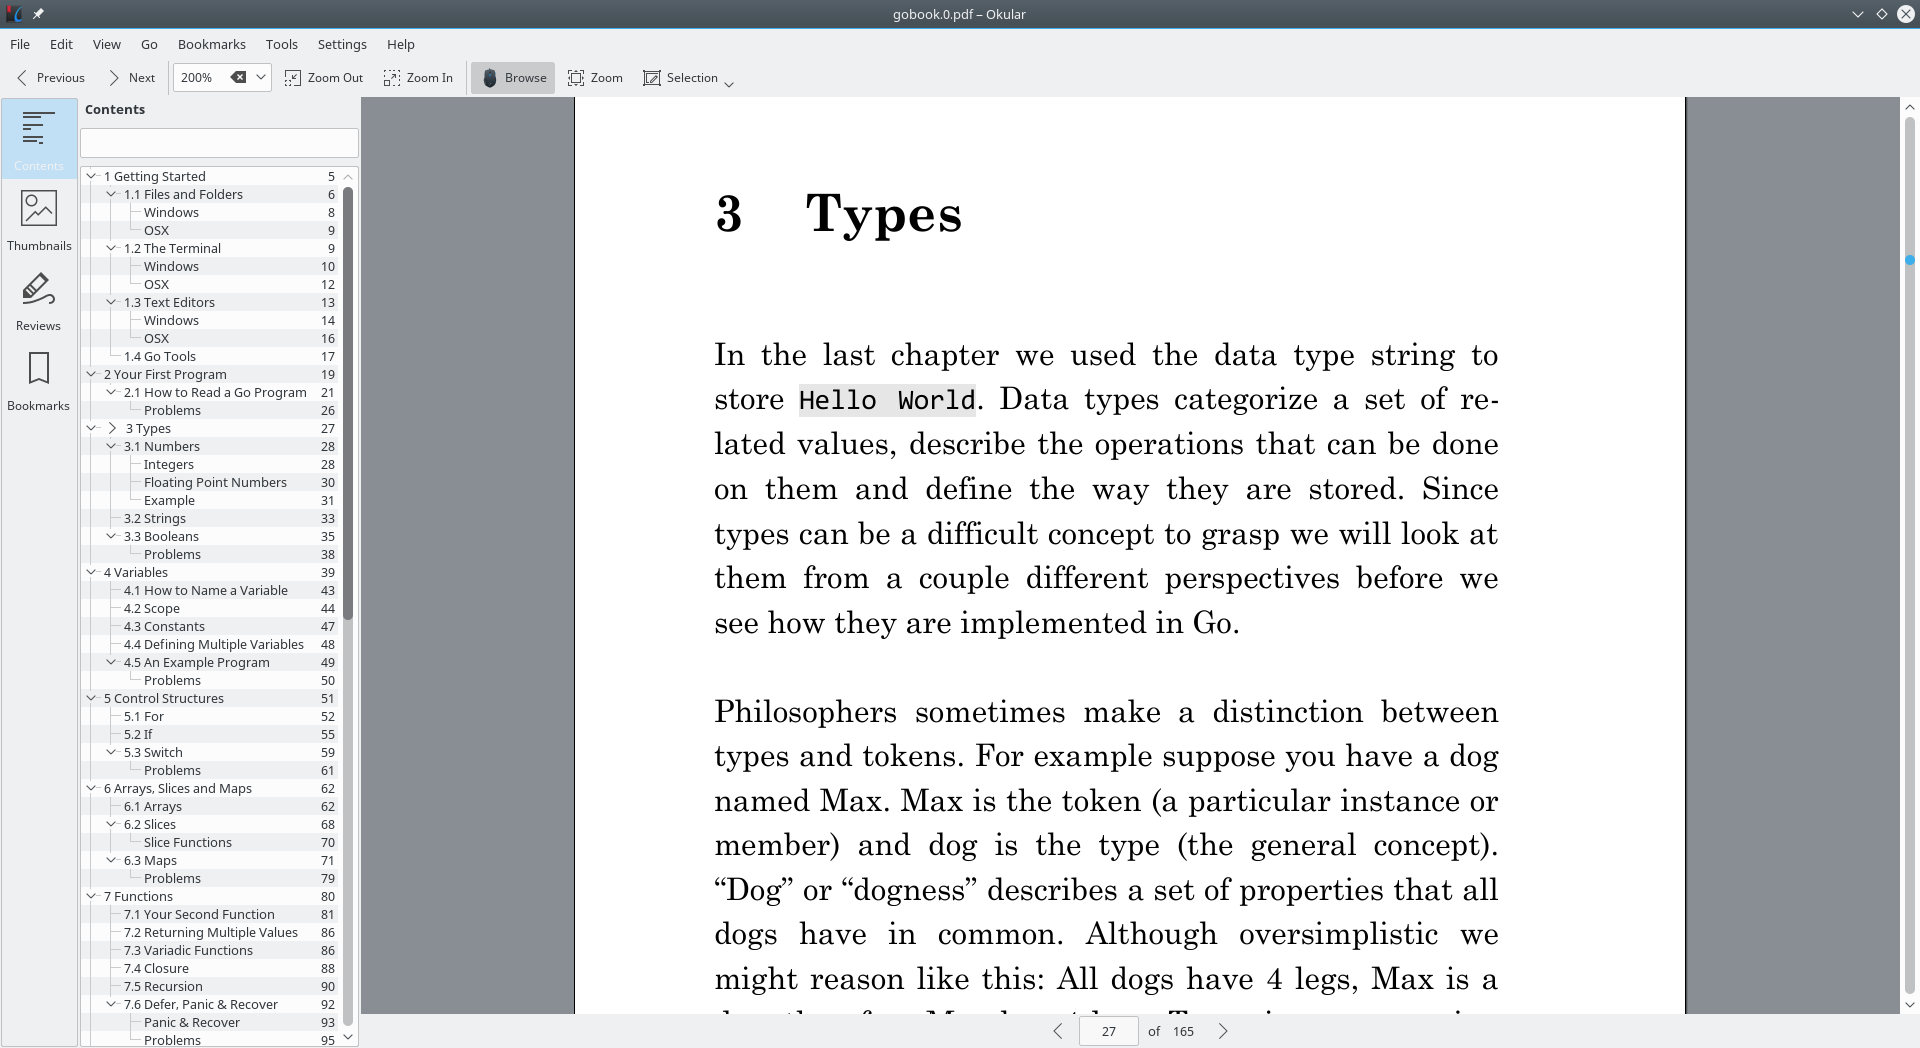 gobook.0.pdf – Okular
File Edit View Go Bookmarks Tools Settings Help
Previous Next 200% Zoom Out Zoom In Browse Zoom Selection
Contents
Thumbnails
Reviews
Bookmarks
Contents
1 Getting Started 5
1.1 Files and Folders 6
Windows 8
OSX 9
1.2 The Terminal 9
Windows 10
OSX 12
1.3 Text Editors 13
Windows 14
OSX 16
1.4 Go Tools 17
2 Your First Program 19
2.1 How to Read a Go Program 21
Problems 26
3 Types 27
3.1 Numbers 28
Integers 28
Floating Point Numbers 30
Example 31
3.2 Strings 33
3.3 Booleans 35
Problems 38
4 Variables 39
4.1 How to Name a Variable 43
4.2 Scope 44
4.3 Constants 47
4.4 Defining Multiple Variables 48
4.5 An Example Program 49
Problems 50
5 Control Structures 51
5.1 For 52
5.2 If 55
5.3 Switch 59
Problems 61
6 Arrays, Slices and Maps 62
6.1 Arrays 62
6.2 Slices 68
Slice Functions 70
6.3 Maps 71
Problems 79
7 Functions 80
7.1 Your Second Function 81
7.2 Returning Multiple Values 86
7.3 Variadic Functions 86
7.4 Closure 88
7.5 Recursion 90
7.6 Defer, Panic & Recover 92
Panic & Recover 93
Problems 95
3 Types
In the last chapter we used the data type string to
store Hello World. Data types categorize a set of re-
lated values, describe the operations that can be done
on them and define the way they are stored. Since
types can be a difficult concept to grasp we will look at
them from a couple different perspectives before we
see how they are implemented in Go.
Philosophers sometimes make a distinction between
types and tokens. For example suppose you have a dog
named Max. Max is the token (a particular instance or
member) and dog is the type (the general concept).
“Dog” or “dogness” describes a set of properties that all
dogs have in common. Although oversimplistic we
might reason like this: All dogs have 4 legs, Max is a
27 of 165